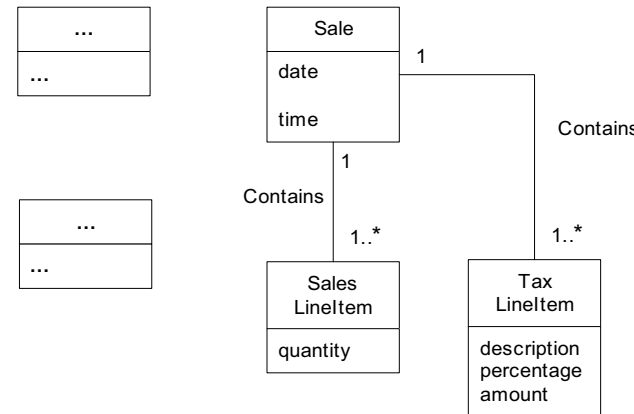 ...
...
Sale
date
time
1
1
Contains
Contains
1..*
1..*
...
...
Sales
LineItem
quantity
Tax
LineItem
description
percentage
amount